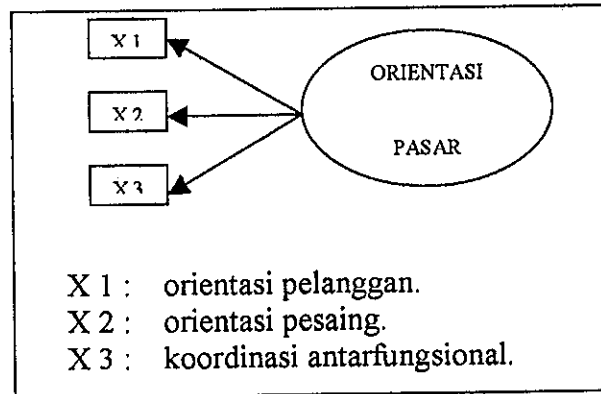 X 1
ORIENTASI
X 2
PASAR
X 3
X 1 : orientasi pelanggan.
X 2 : orientasi pesaing.
X 3 : koordinasi antarfungsional.